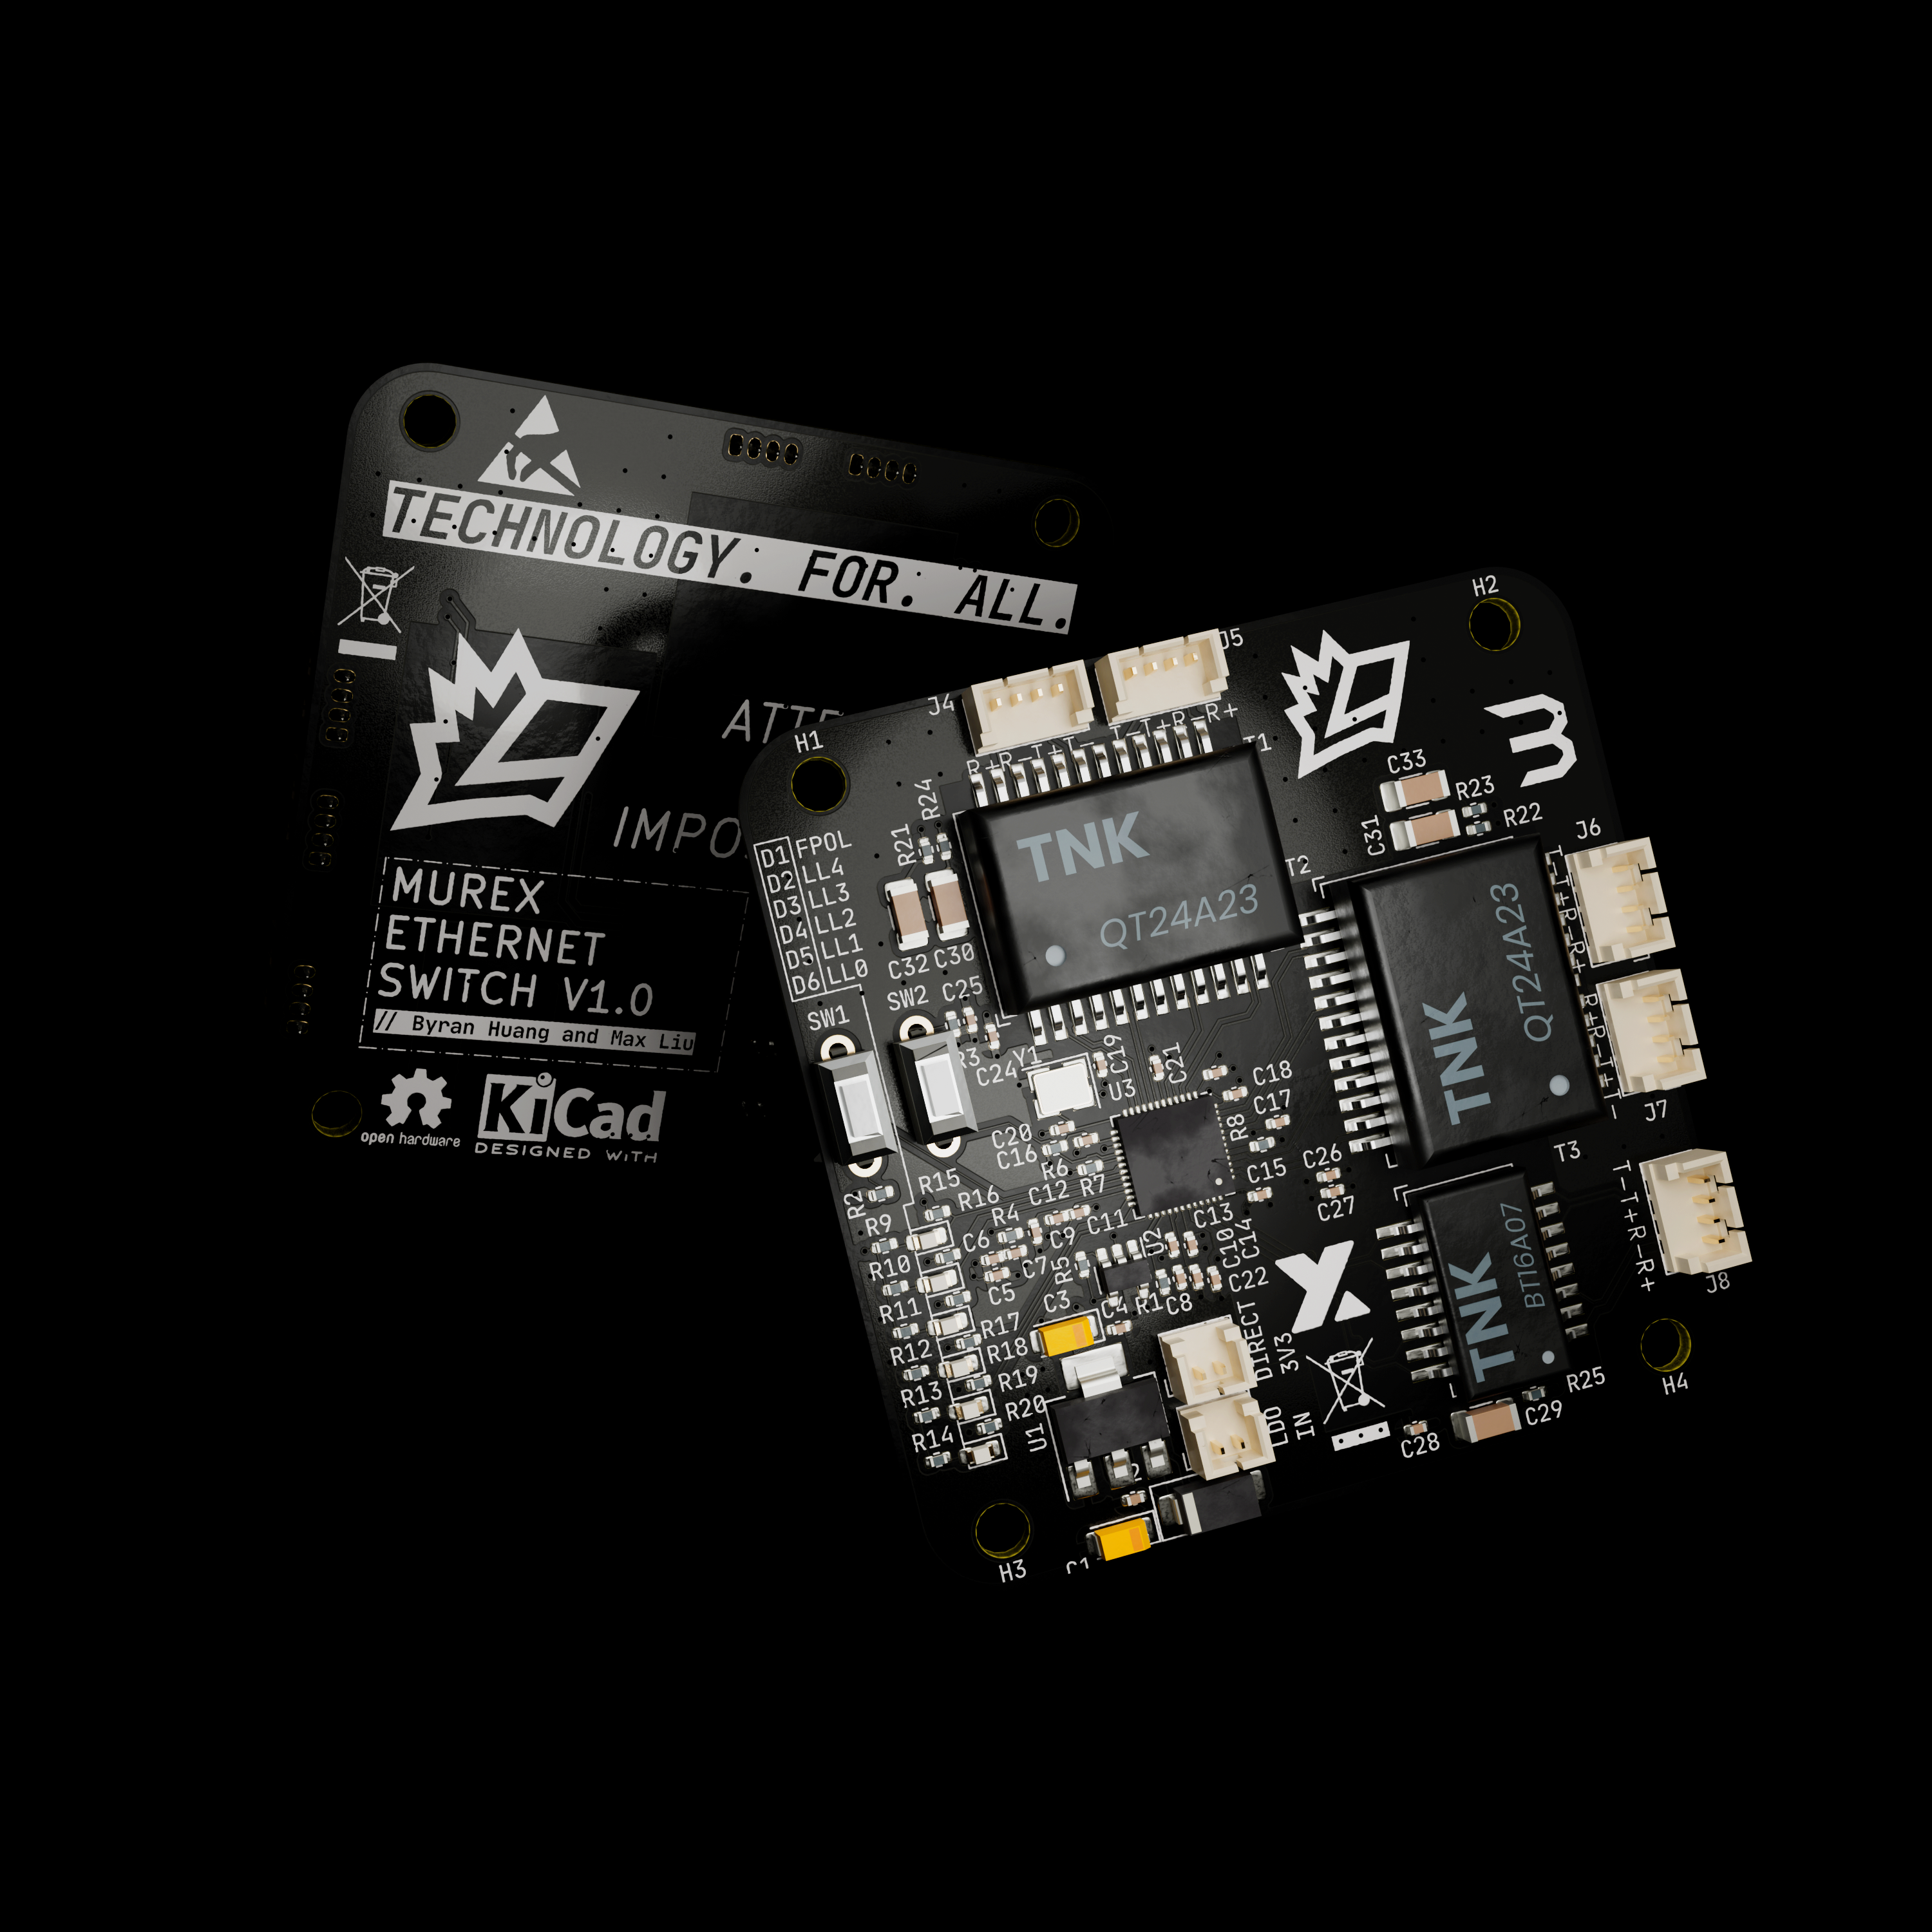 TECHNOLOGY. FOR. ALL.
MUREX
ETHERNET
SWITCH V1.0
// Byran Huang and Max Liu
open hardware
KiCad
DESIGNED WITH
H1
H2
J4
J5
R+R-T+T-
T-T+R-R+
T1
R24
R21
C32
C30
TNK
QT24A23
D1 FPOL
D2 LL4
D3 LL3
D4 LL2
D5 LL1
D6 LL0
3
C33
C31
R23
R22
T2
J6
T-T+R-R+
TNK
QT24A23
R+R-T+T-
J7
SW1
SW2
C25
R3
C24
Y1
C19
C21
U3
C18
C17
R8
C20
C16
R6
R7
C15
C26
C27
T3
R2
R15
R16
C12
R9
R4
C6
C9
C11
U2
C13
C10
C14
R10
C7
R5
C5
C22
R11
C3
C4
R1
C8
R17
R12
R18
R13
R19
R14
R20
U1
DIRECT
3V3
LDO
IN
X
TNK
BT16A07
T-T+R-R+
J8
R25
C29
C28
H4
H3